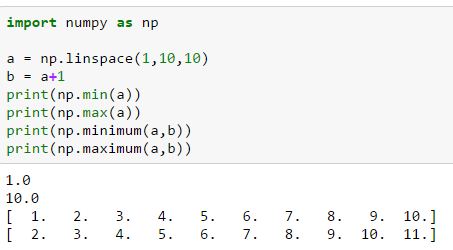 import numpy as np
a = np.linspace(1,10,10)
b = a+1
print(np.min(a))
print(np.max(a))
print(np.minimum(a,b))
print(np.maximum(a,b))
1.0
10.0
[  1.   2.   3.   4.   5.   6.   7.   8.   9.  10.]
[  2.   3.   4.   5.   6.   7.   8.   9.  10.  11.]